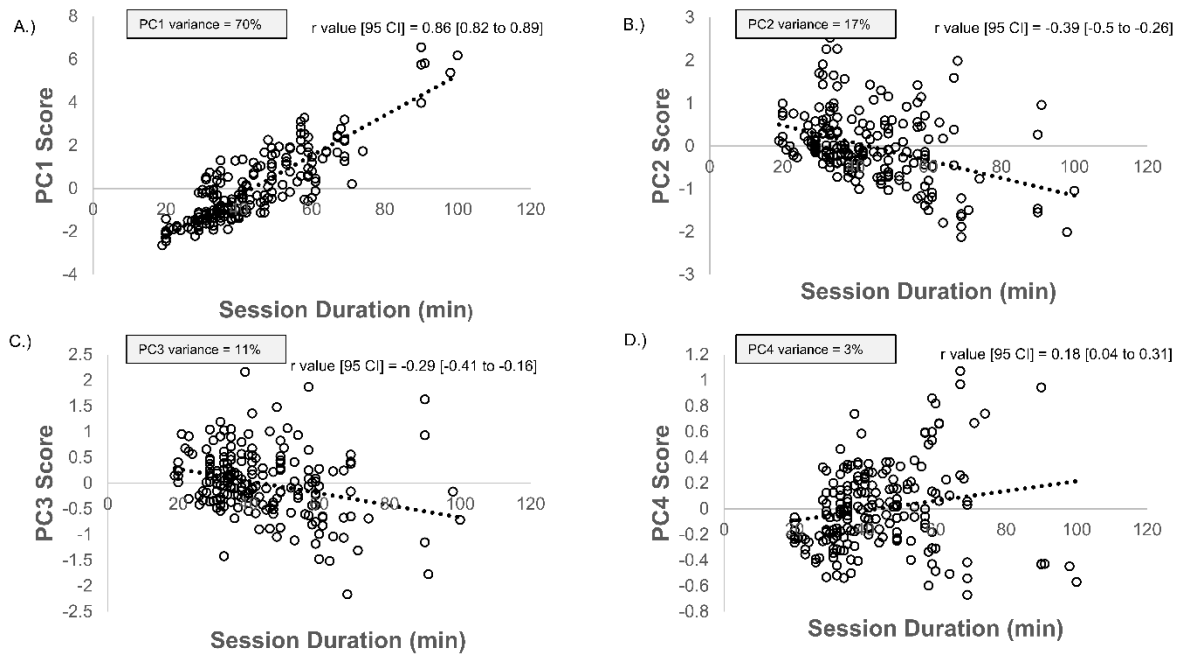 A.)
PC1 variance = 70%
r value [95 CI] = 0.86 [0.82 to 0.89]
8
6
4
2
0
-2
-4
PC1 Score
0 20 40 60 80 100 120
Session Duration (min)
B.)
PC2 variance = 17%
r value [95 CI] = -0.39 [-0.5 to -0.26]
3
2
1
0
-1
-2
-3
PC2 Score
0 20 40 60 80 100 120
Session Duration (min)
C.)
PC3 variance = 11%
r value [95 CI] = -0.29 [-0.41 to -0.16]
2.5
2
1.5
1
0.5
0
-0.5
-1
-1.5
-2
-2.5
PC3 Score
0 20 40 60 80 100 120
Session Duration (min)
D.)
PC4 variance = 3%
r value [95 CI] = 0.18 [0.04 to 0.31]
1.2
1
0.8
0.6
0.4
0.2
0
-0.2
-0.4
-0.6
-0.8
PC4 Score
0 20 40 60 80 100 120
Session Duration (min)